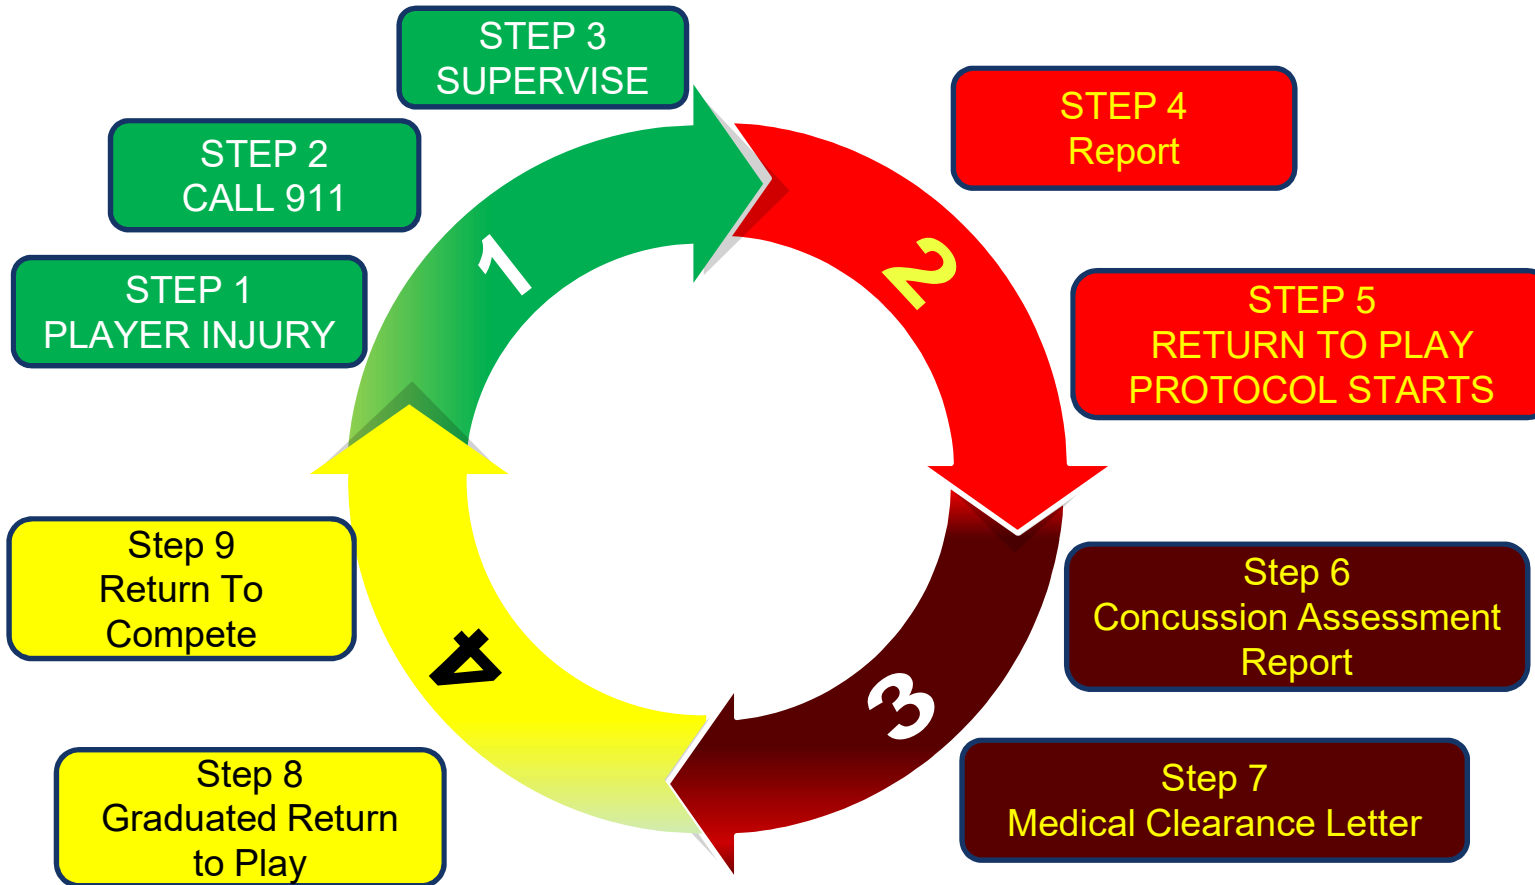 STEP 3
SUPERVISE
STEP 4
Report
STEP 2
CALL 911
STEP 1
PLAYER INJURY
1
2
STEP 5
RETURN TO PLAY
PROTOCOL STARTS
Step 9
Return To
Compete
Step 6
Concussion Assessment
Report
4
3
Step 8
Graduated Return
to Play
Step 7
Medical Clearance Letter